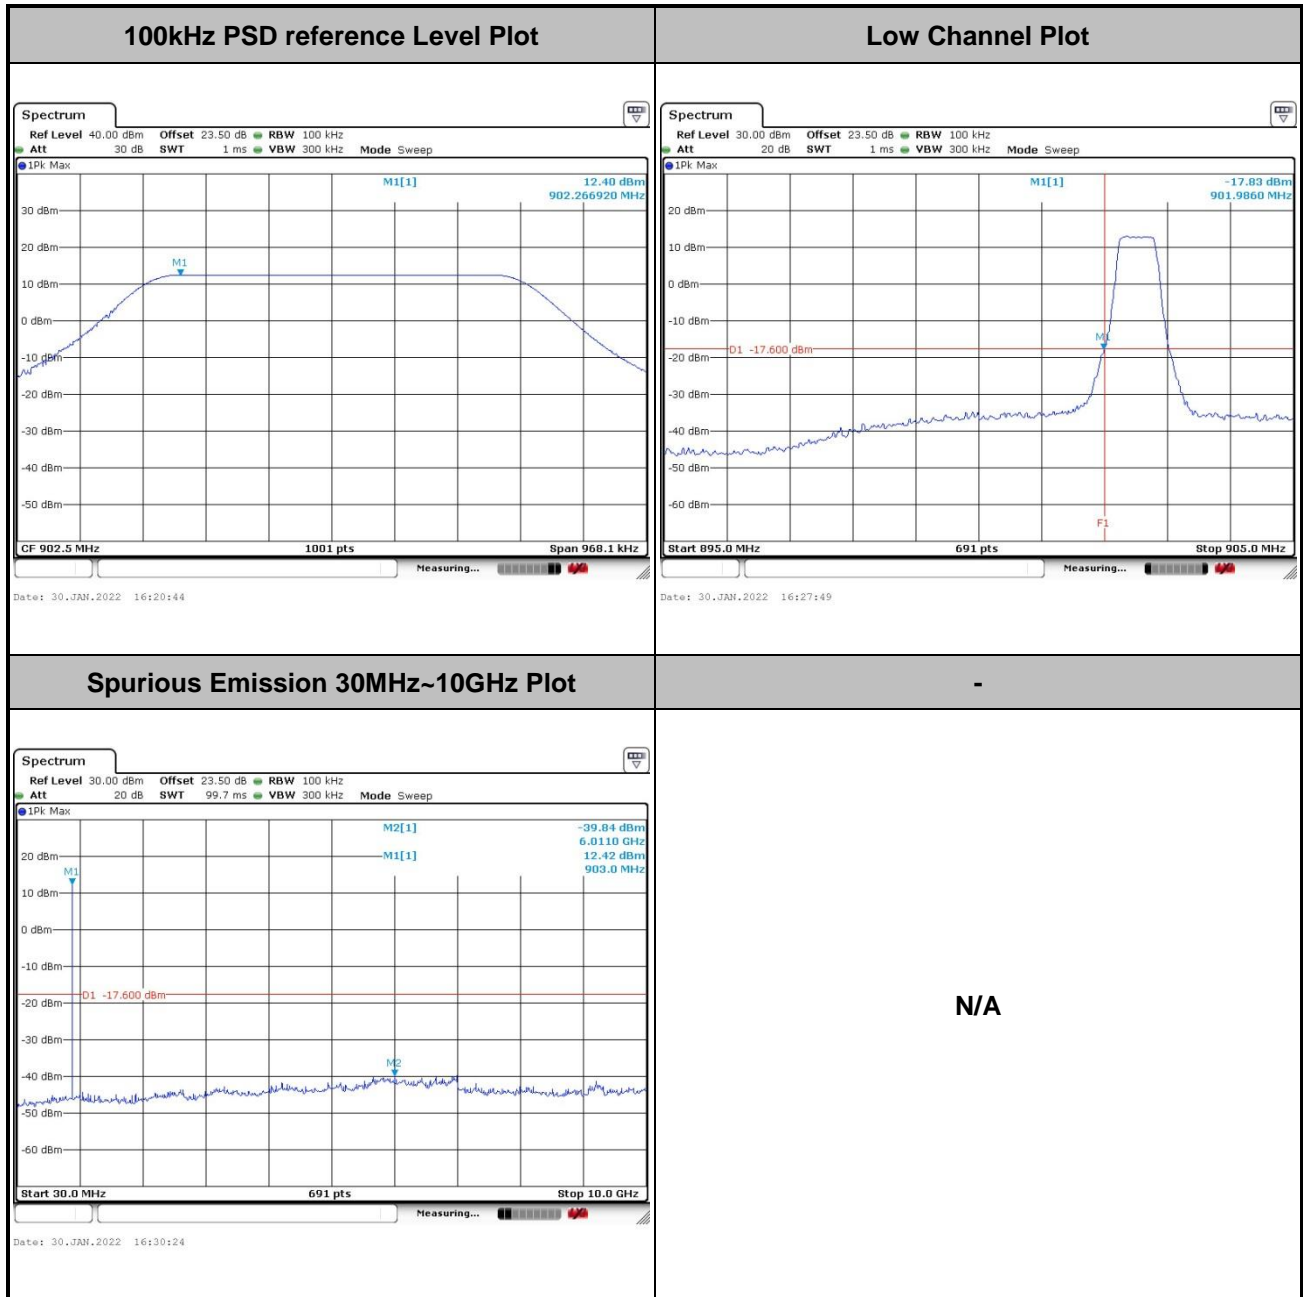 100kHz PSD reference Level Plot
Low Channel Plot
Spectrum
Ref Level 40.00 dBm Offset 23.50 dB RBW 100 kHz
Att 30 dB SWT 1 ms VBW 300 kHz Mode Sweep
1Pk Max
M1[1] 12.40 dBm
902.266920 MHz
30 dBm
20 dBm
M1
10 dBm
0 dBm
-10 dBm
-20 dBm
-30 dBm
-40 dBm
-50 dBm
CF 902.5 MHz 1001 pts Span 968.1 kHz
Measuring...
Date: 30.JAN.2022 16:20:44
Spectrum
Ref Level 30.00 dBm Offset 23.50 dB RBW 100 kHz
Att 20 dB SWT 1 ms VBW 300 kHz Mode Sweep
1Pk Max
M1[1] -17.83 dBm
901.9860 MHz
20 dBm
10 dBm
0 dBm
-10 dBm
M1
D1 -17.600 dBm
-20 dBm
-30 dBm
-40 dBm
-50 dBm
-60 dBm
F1
Start 895.0 MHz 691 pts Stop 905.0 MHz
Measuring...
Date: 30.JAN.2022 16:27:49
Spurious Emission 30MHz~10GHz Plot
-
Spectrum
Ref Level 30.00 dBm Offset 23.50 dB RBW 100 kHz
Att 20 dB SWT 99.7 ms VBW 300 kHz Mode Sweep
1Pk Max
M2[1] -39.84 dBm
6.0110 GHz
20 dBm M1[1] 12.42 dBm
M1 903.0 MHz
10 dBm
0 dBm
-10 dBm
D1 -17.600 dBm
-20 dBm
-30 dBm
M2
-40 dBm
-50 dBm
-60 dBm
Start 30.0 MHz 691 pts Stop 10.0 GHz
Measuring...
Date: 30.JAN.2022 16:30:24
N/A